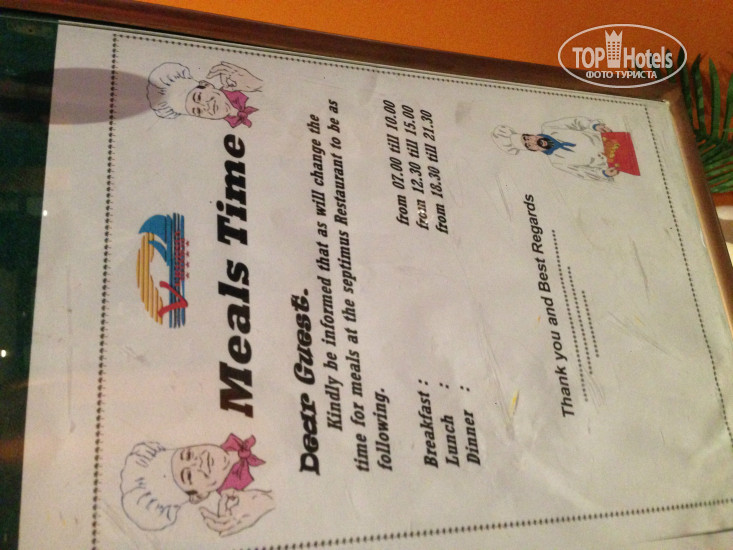 TOP Hotels
ФОТО ТУРИСТА
Meals Time
Dear Guest.
Kindly be informed that as will change the
time for meals at the septimus Restaurant to be as
following.
Breakfast : from 07.00 till 10.00
Lunch : from 12.30 till 15.00
Dinner : from 18.30 till 21.30
Thank you and Best Regards